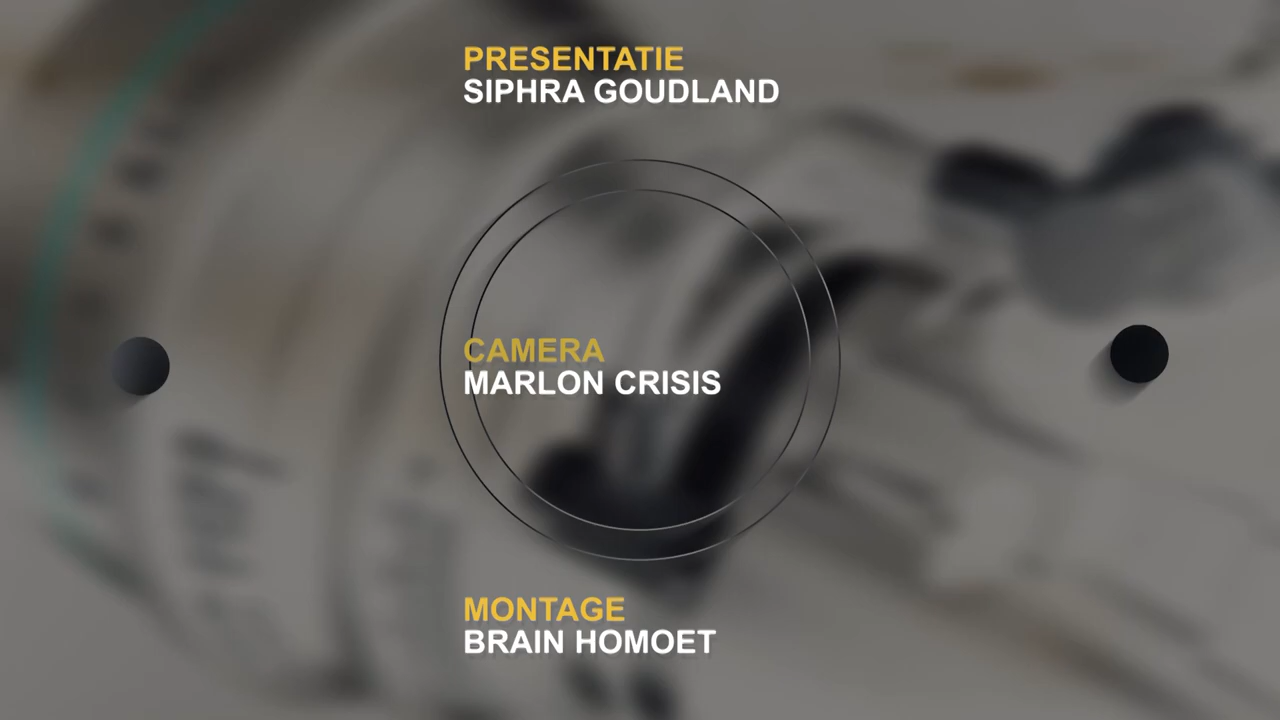 PRESENTATIE
SIPHRA GOUDLAND
CAMERA
MARLON CRISIS
MONTAGE
BRAIN HOMOET